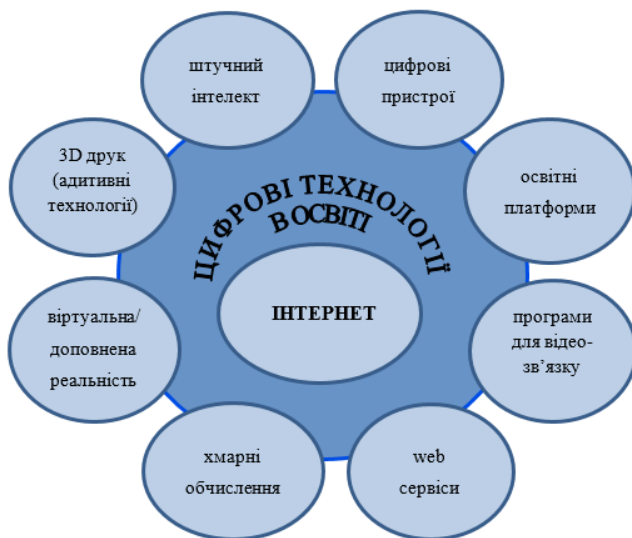 штучний
інтелект
цифрові
пристрої
3D друк
(адитивні
технології)
освітні
платформи
ЦИФРОВІ ТЕХНОЛОГІЇ
В ОСВІТІ
ІНТЕРНЕТ
віртуальна/
доповнена
реальність
програми
для відео-
зв’язку
хмарні
обчислення
web
сервіси